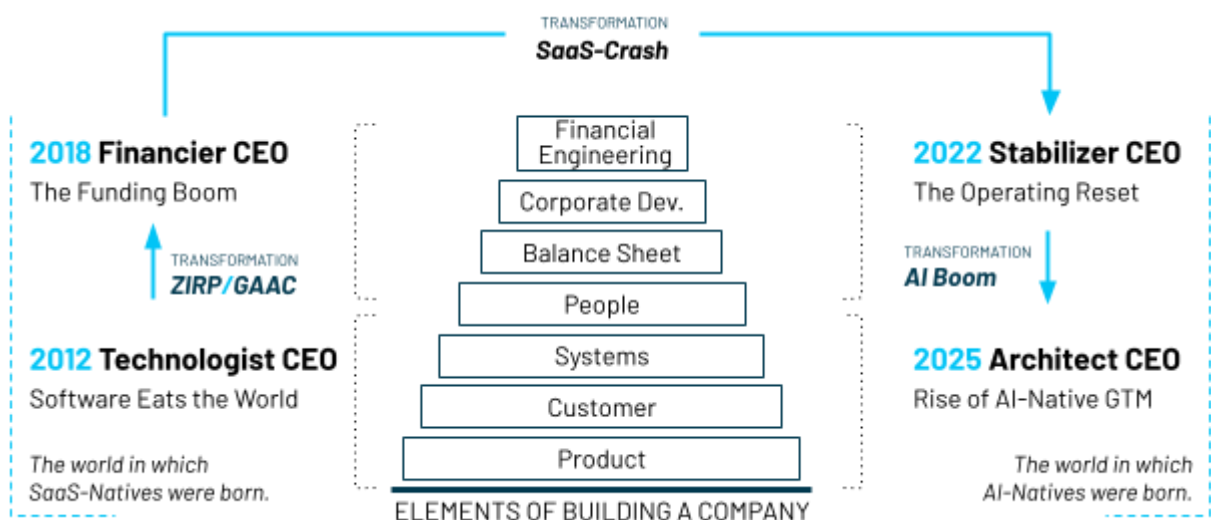 TRANSFORMATION
SaaS-Crash
2018 Financier CEO
The Funding Boom
TRANSFORMATION
ZIRP/GAAC
2012 Technologist CEO
Software Eats the World
The world in which
SaaS-Natives were born.
Financial
Engineering
Corporate Dev.
Balance Sheet
People
Systems
Customer
Product
ELEMENTS OF BUILDING A COMPANY
2022 Stabilizer CEO
The Operating Reset
TRANSFORMATION
AI Boom
2025 Architect CEO
Rise of AI-Native GTM
The world in which
AI-Natives were born.